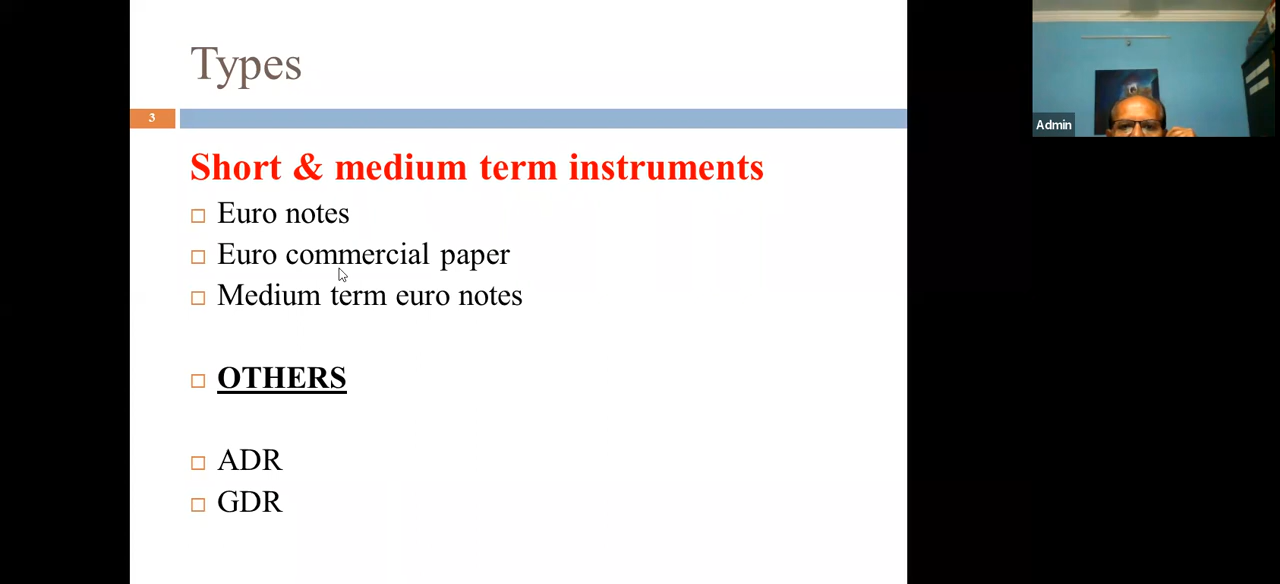 Types
3
Short & medium term instruments
Euro notes
Euro commercial paper
Medium term euro notes
OTHERS
ADR
GDR
Admin